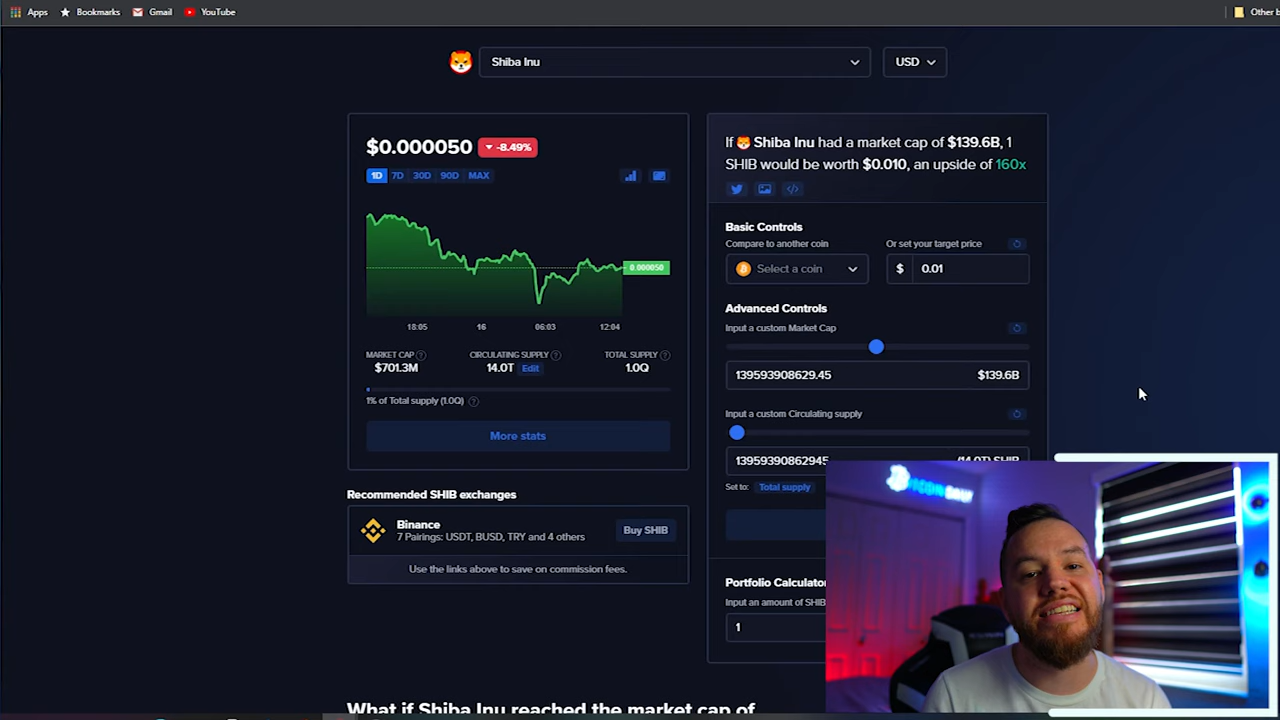 Apps Bookmarks Gmail YouTube Other b
Shiba Inu USD
$0.000050 -8.49%
1D 7D 30D 90D MAX
0.000050
18:05 16 06:03 12:04
MARKET CAP ? CIRCULATING SUPPLY ? TOTAL SUPPLY ?
$701.3M 14.0T Edit 1.0Q
1% of Total supply (1.0Q) ?
More stats
Recommended SHIB exchanges
Binance
7 Pairings: USDT, BUSD, TRY and 4 others
Buy SHIB
Use the links above to save on commission fees.
If Shiba Inu had a market cap of $139.6B, 1
SHIB would be worth $0.010, an upside of 160x
Basic Controls
Compare to another coin Or set your target price
Select a coin $ 0.01
Advanced Controls
Input a custom Market Cap
139593908629.45 $139.6B
Input a custom Circulating supply
13959390862945 (14.0T) SHIB
Set to: Total supply
Portfolio Calculator
Input an amount of SHIB
1
What if Shiba Inu reached the market cap of